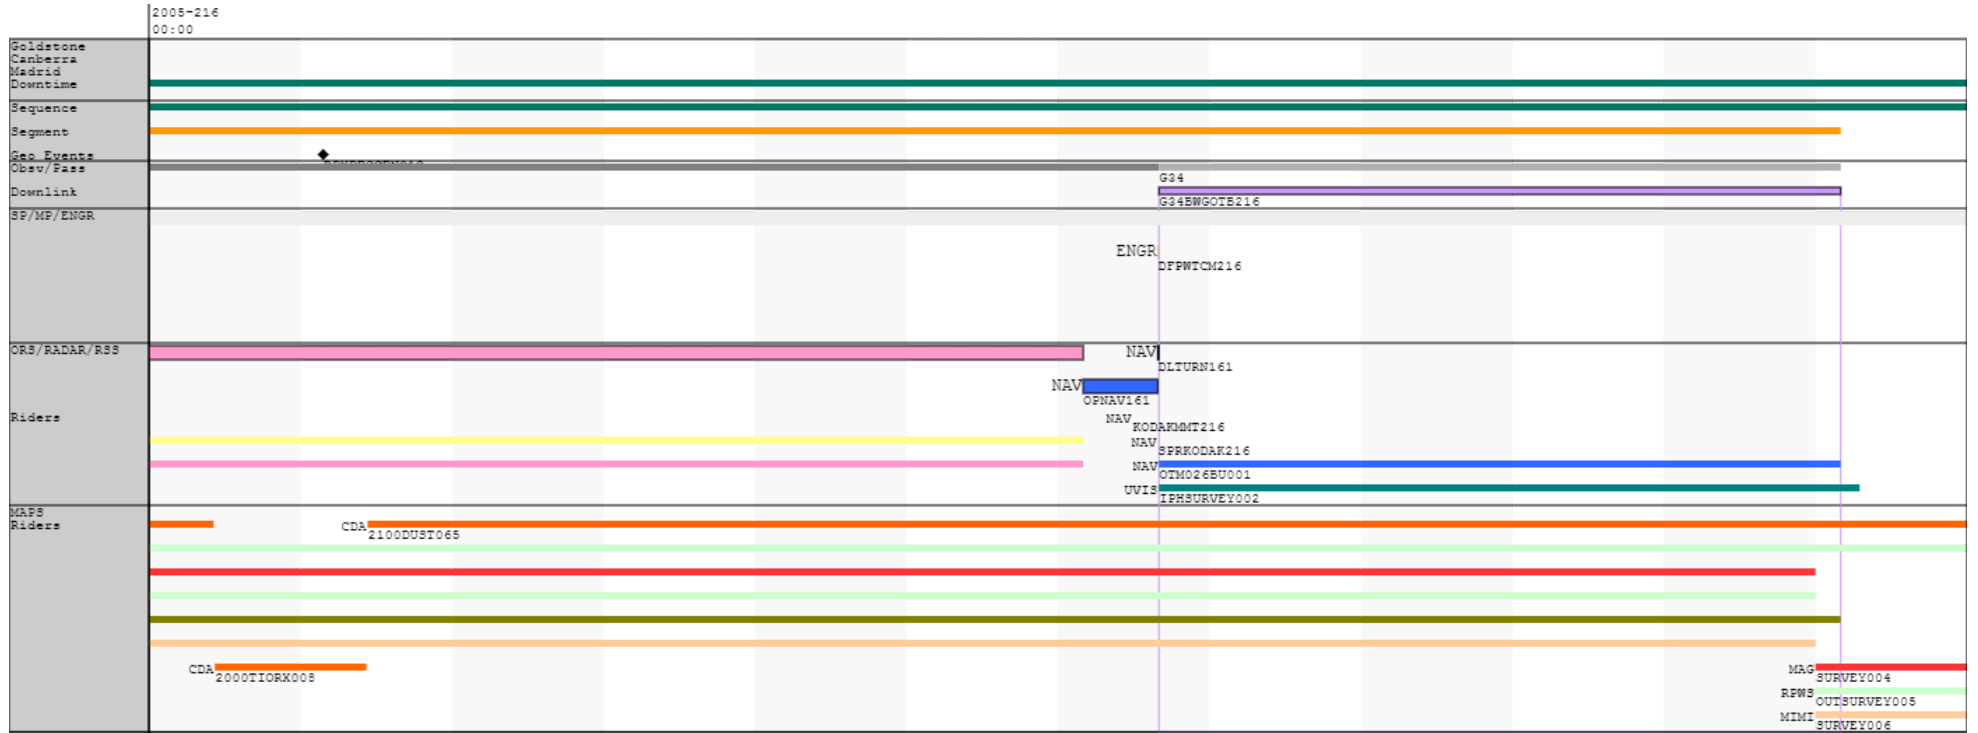 2005-216
00:00
Goldstone
Canberra
Madrid
Downtime
Sequence
Segment
Geo Events
Obsv/Pass
G34
Downlink
G34BWGOTB216
SP/MP/ENGR
ENGR
DFPWTCM216
ORS/RADAR/RSS
NAV
DLTURN161
NAV
OPNAV161
Riders
NAV
KODAKMMT216
NAV
SPRKODAK216
NAV
OTM026BU001
UVIS
IPHSURVEY002
MAPS
Riders
CDA
2100DUST065
CDA
2000TIORX008
MAG
SURVEY004
RPWS
OUTSURVEY005
MIMI
SURVEY006